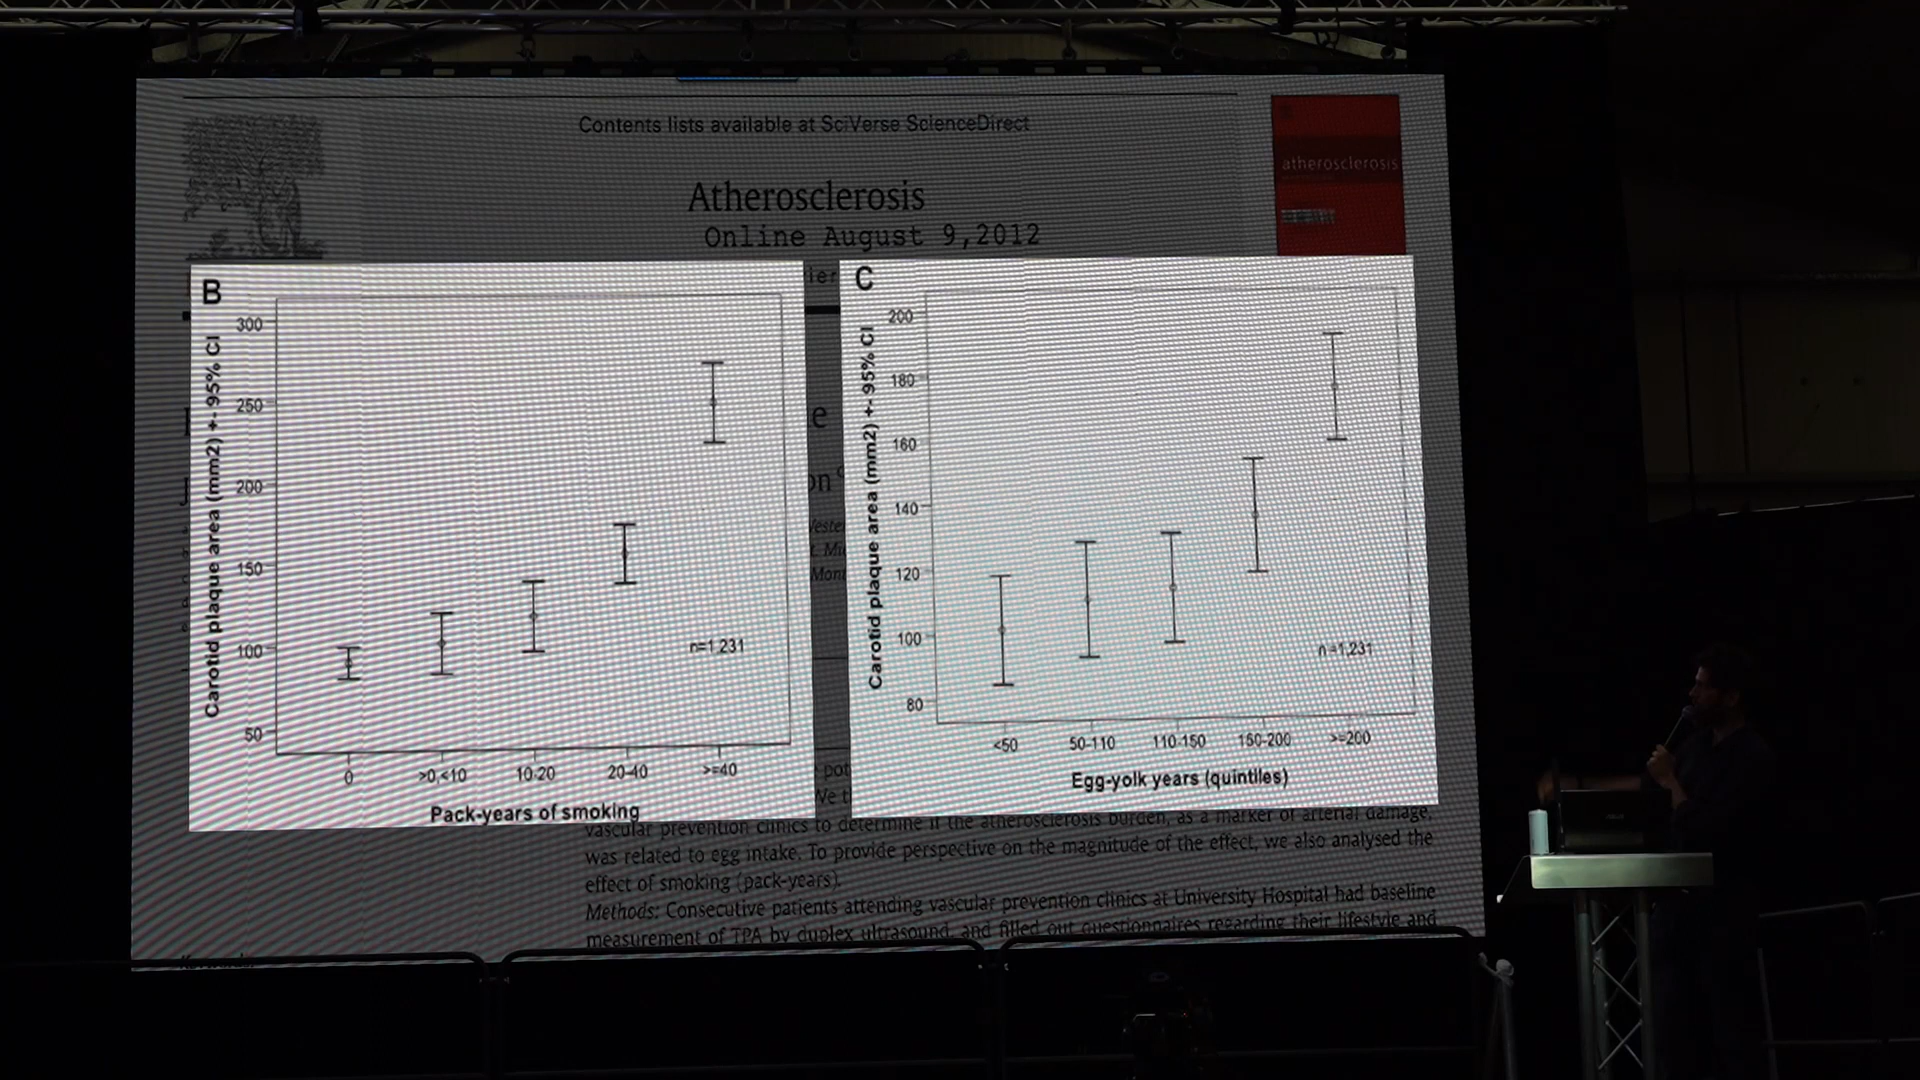 Contents lists available at SciVerse ScienceDirect
atherosclerosis
Atherosclerosis
Online August 9,2012
B
Carotid plaque area (mm2) +- 95% CI
300
250
200
150
100
50
n=1,231
0
>0,<10
10-20
20-40
>=40
Pack-years of smoking
C
Carotid plaque area (mm2) +- 95% CI
200
180
160
140
120
100
80
n=1,231
<50
50-110
110-150
150-200
>=200
Egg-yolk years (quintiles)
vascular prevention clinics to determine if the atherosclerosis burden, as a marker of arterial damage,
was related to egg intake. To provide perspective on the magnitude of the effect, we also analysed the
effect of smoking (pack-years).
Methods: Consecutive patients attending vascular prevention clinics at University Hospital had baseline
measurement of TPA by duplex ultrasound, and filled out questionnaires regarding their lifestyle and